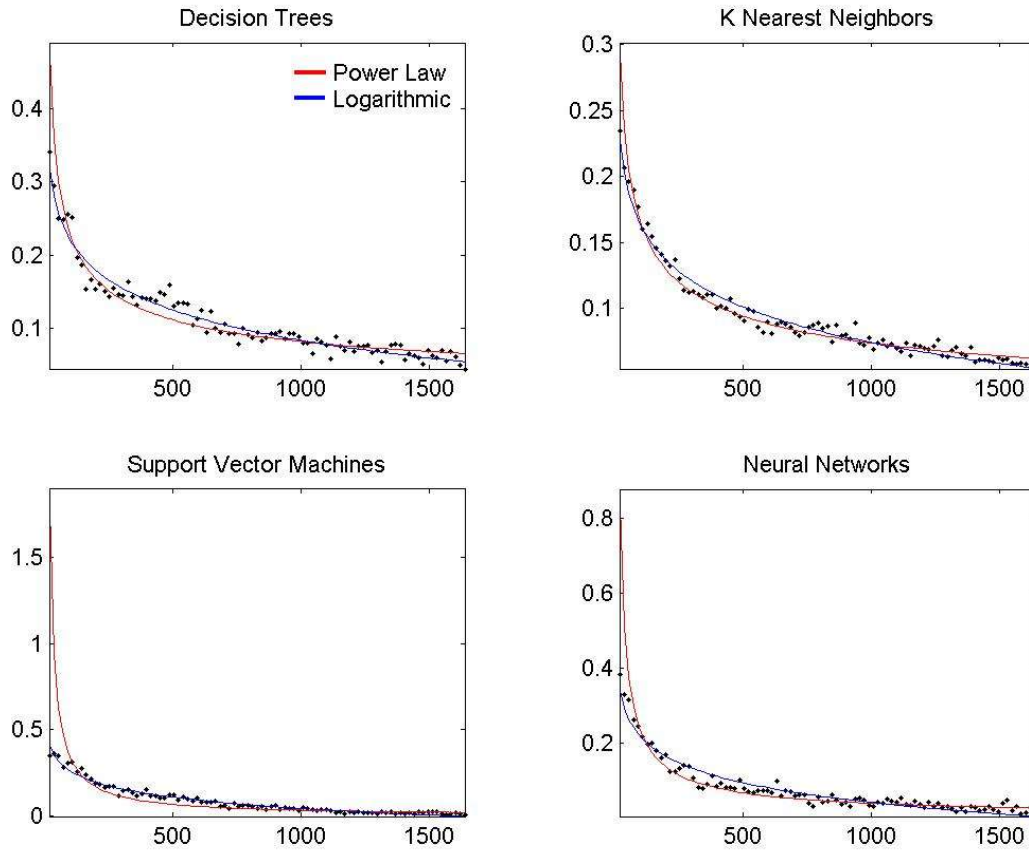 Decision Trees
Power Law
Logarithmic
0.4
0.3
0.2
0.1
500 1000 1500
K Nearest Neighbors
0.3
0.25
0.2
0.15
0.1
500 1000 1500
Support Vector Machines
1.5
1
0.5
0
500 1000 1500
Neural Networks
0.8
0.6
0.4
0.2
500 1000 1500